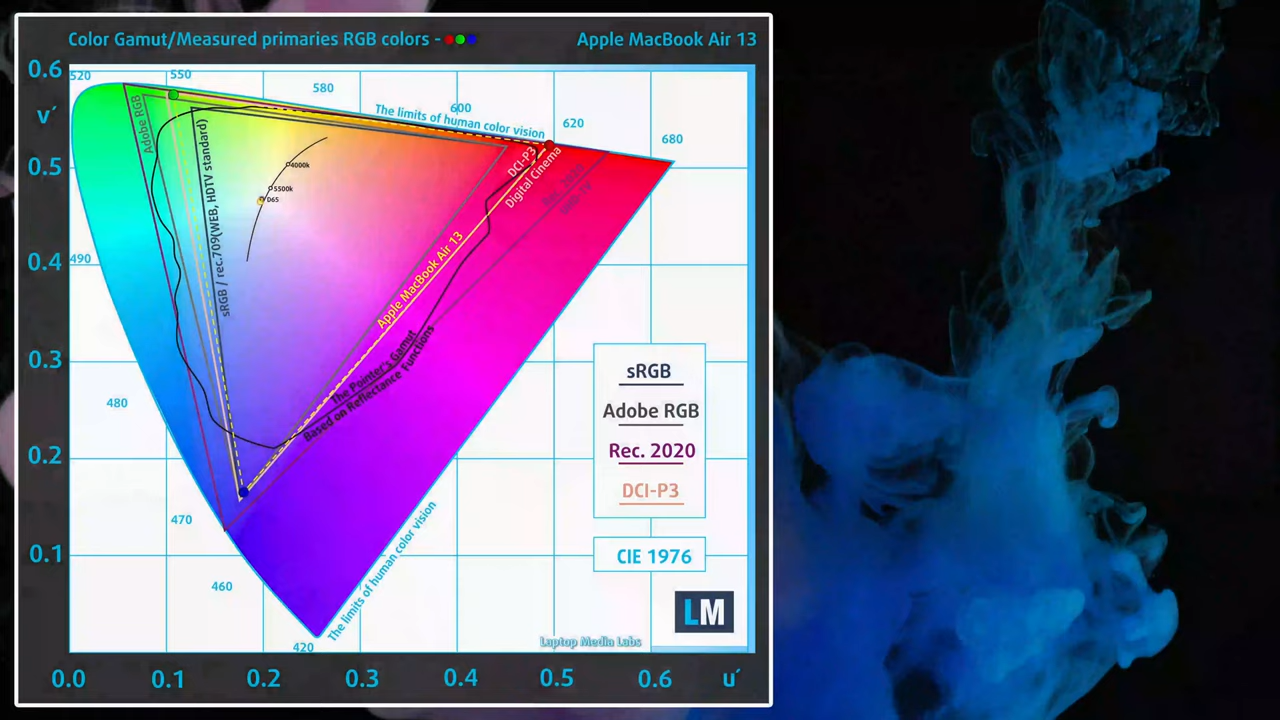 Color Gamut/Measured primaries RGB colors -
Apple MacBook Air 13
0.6
520
550
580
600
620
680
The limits of human color vision
v´
Adobe RGB
sRGB / rec.709(WEB, HDTV standard)
4000k
5500k
D65
DCI-P3
Digital Cinema
Rec. 2020
UHD-TV
0.5
0.4
490
Apple MacBook Air 13
0.3
The Pointer's Gamut
Based on Reflectance Functions
480
sRGB
Adobe RGB
Rec. 2020
DCI-P3
0.2
470
0.1
CIE 1976
460
The limits of human color vision
420
LM
Laptop Media Labs
0.0
0.1
0.2
0.3
0.4
0.5
0.6
u´